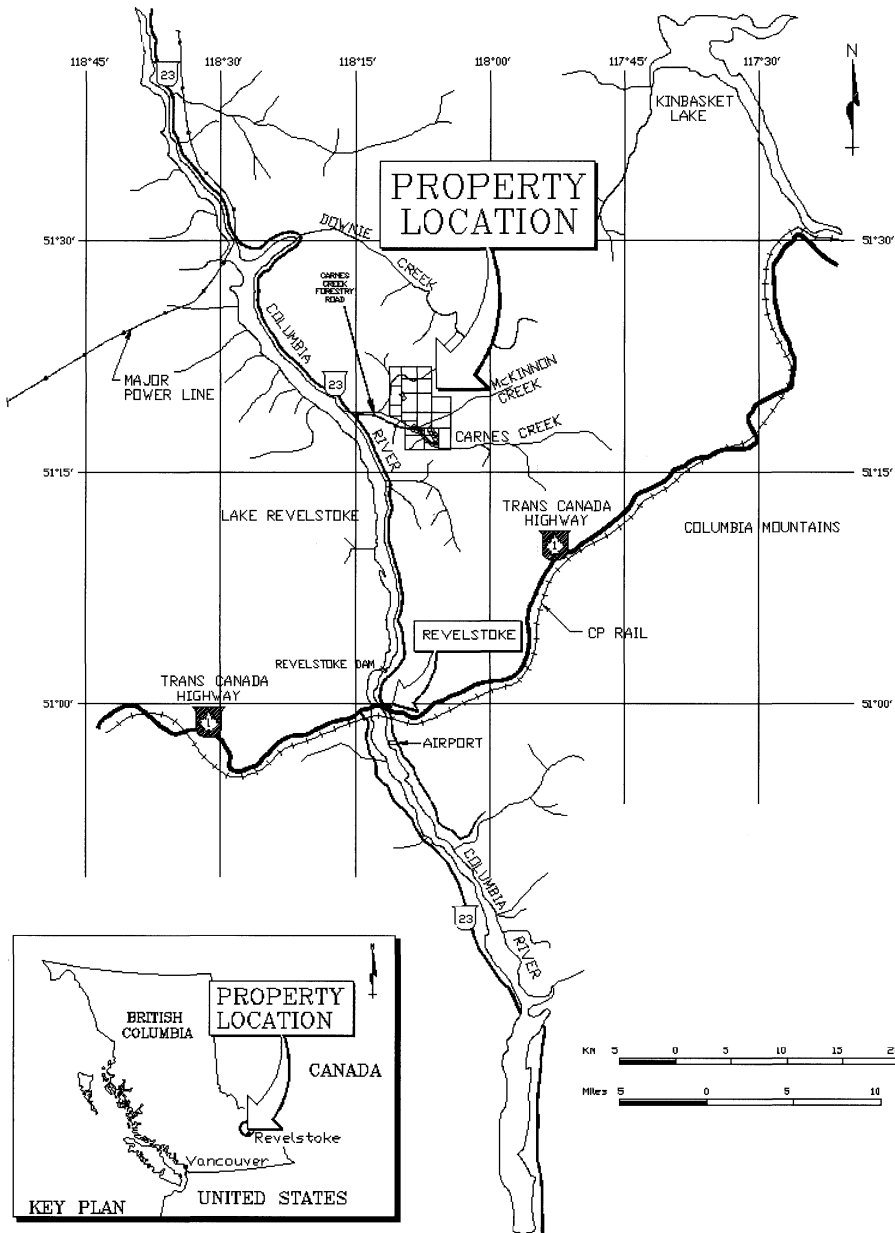 118°45'
118°30'
118°15'
118°00'
117°45'
117°30'
N
23
KINBASKET
LAKE
PROPERTY
LOCATION
DOWNIE
CREEK
51°30'
51°30'
CARNES
CREEK
FORESTRY
ROAD
COLUMBIA
RIVER
MAJOR
POWER LINE
23
McKINNON
CREEK
CARNES CREEK
51°15'
51°15'
LAKE REVELSTOKE
TRANS CANADA
HIGHWAY
1
COLUMBIA MOUNTAINS
REVELSTOKE
CP RAIL
REVELSTOKE DAM
TRANS CANADA
HIGHWAY
1
51°00'
51°00'
AIRPORT
COLUMBIA
RIVER
23
N
PROPERTY
LOCATION
BRITISH
COLUMBIA
CANADA
Revelstoke
Vancouver
UNITED STATES
KEY PLAN
KM 5 0 5 10 15
Miles 5 0 5 10